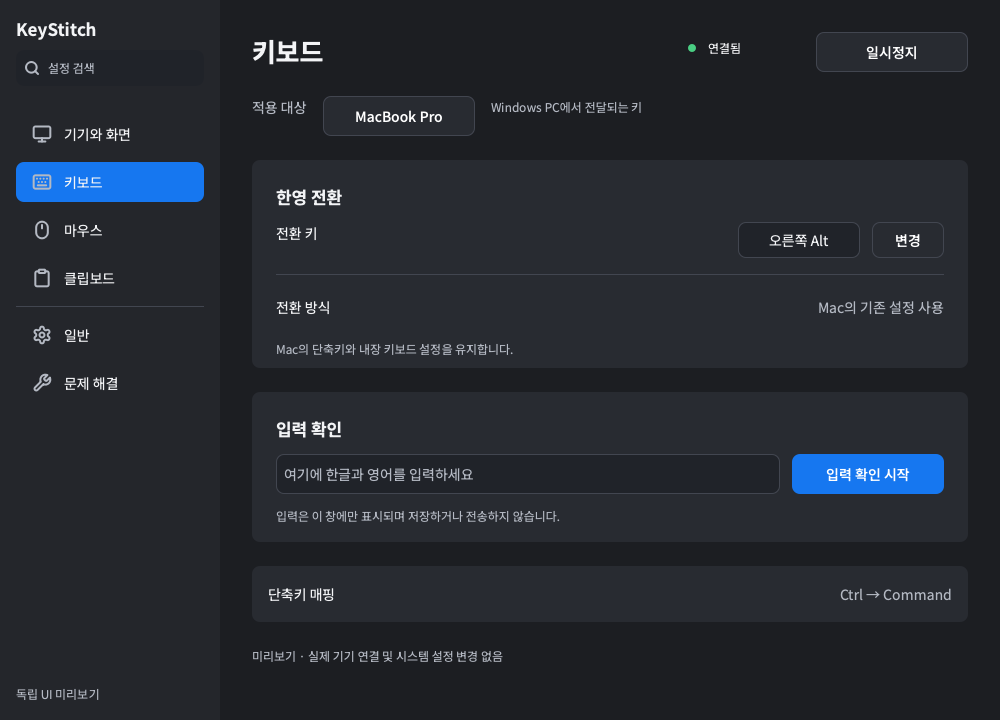 KeyStitch
설정 검색
기기와 화면
키보드
마우스
클립보드
일반
문제 해결
독립 UI 미리보기
키보드
연결됨
일시정지
적용 대상
MacBook Pro
Windows PC에서 전달되는 키
한영 전환
전환 키
오른쪽 Alt
변경
전환 방식
Mac의 기존 설정 사용
Mac의 단축키와 내장 키보드 설정을 유지합니다.
입력 확인
여기에 한글과 영어를 입력하세요
입력 확인 시작
입력은 이 창에만 표시되며 저장하거나 전송하지 않습니다.
단축키 매핑
Ctrl → Command
미리보기 · 실제 기기 연결 및 시스템 설정 변경 없음